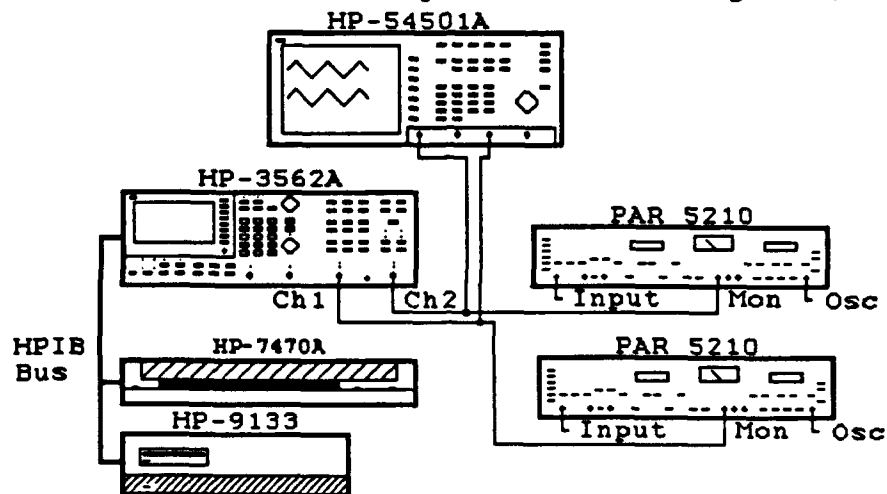 HP-54501A
HP-3562A
PAR 5210
Ch1 Ch2
Input Mon Osc
HPIB
Bus
HP-7470A
PAR 5210
HP-9133
Input Mon Osc